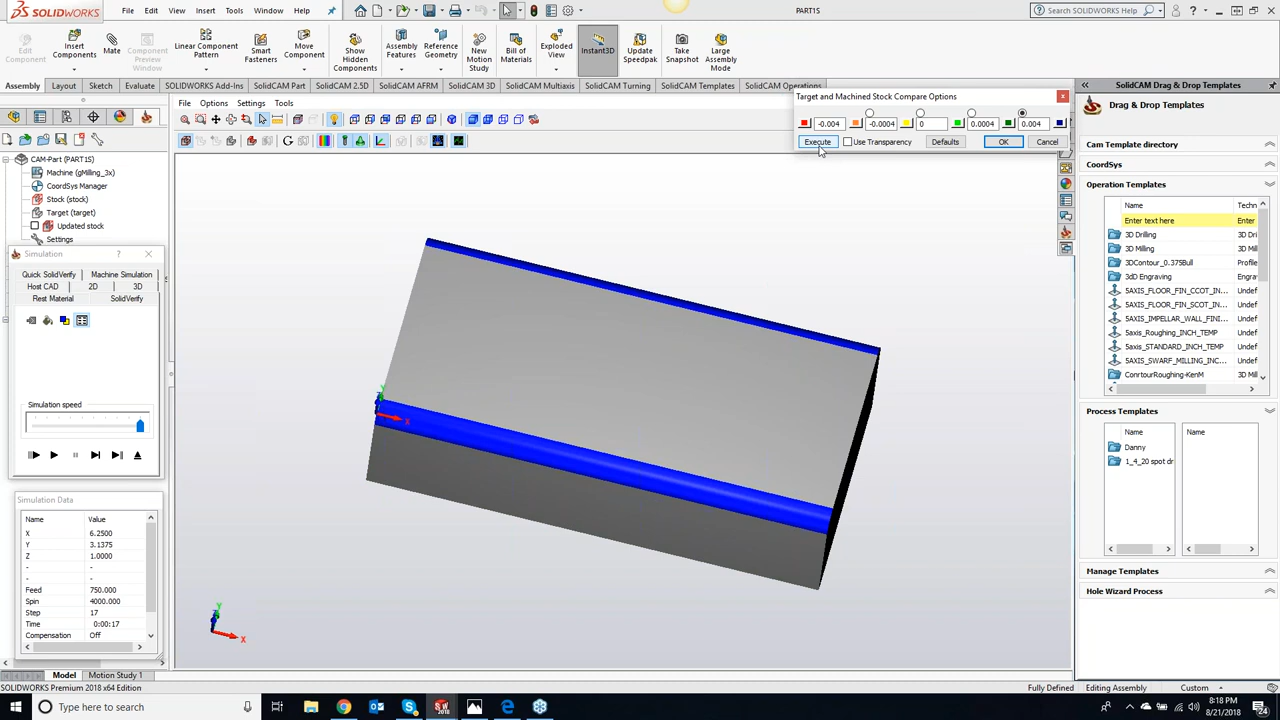 SOLIDWORKS File Edit View Insert Tools Window Help PART1S Search SOLIDWORKS Help
Edit Component
Insert Components
Mate
Component Preview Window
Linear Component Pattern
Smart Fasteners
Move Component
Show Hidden Components
Assembly Features
Reference Geometry
New Motion Study
Bill of Materials
Exploded View
Instant3D
Update Speedpak
Take Snapshot
Large Assembly Mode
Assembly Layout Sketch Evaluate SOLIDWORKS Add-Ins SolidCAM Part SolidCAM 2.5D SolidCAM AFRM SolidCAM 3D SolidCAM Multiaxis SolidCAM Turning SolidCAM Templates SolidCAM Operations
File Options Settings Tools
Target and Machined Stock Compare Options
-0.004 -0.0004 0 0.0004 0.004
Execute Use Transparency Defaults OK Cancel
CAM-Part (PART1S)
Machine (gMilling_3x)
CoordSys Manager
Stock (stock)
Target (target)
Updated stock
Settings
Simulation ?
Quick SolidVerify Machine Simulation
Host CAD 2D 3D
Rest Material SolidVerify
Simulation speed
Simulation Data
Name Value
X 6.2500
Y 3.1375
Z 1.0000
- -
- -
Feed 750.000
Spin 4000.000
Step 17
Time 0:00:17
Compensation Off
Y
X
Y
X
SolidCAM Drag & Drop Templates
Drag & Drop Templates
Cam Template directory
CoordSys
Operation Templates
Name Techn
Enter text here Enter
3D Drilling 3D Dri
3D Milling 3D Mil
3DContour_0.375Bull Profile
3dD Engraving Engra
5AXIS_FLOOR_FIN_CCOT_IN... Undef
5AXIS_FLOOR_FIN_SCOT_IN... Undef
5AXIS_IMPELLAR_WALL_FINI... Undef
5axis_Roughing_INCH_TEMP Undef
5axis_STANDARD_INCH_TEMP Undef
5AXIS_SWARF_MILLING_INC... Undef
ContourRoughing-KenM 3D Mil
Process Templates
Name Name
Danny
1_4_20 spot dr
Manage Templates
Hole Wizard Process
Model Motion Study 1
SOLIDWORKS Premium 2018 x64 Edition Fully Defined Editing Assembly Custom
Type here to search
8:18 PM
8/21/2018
24